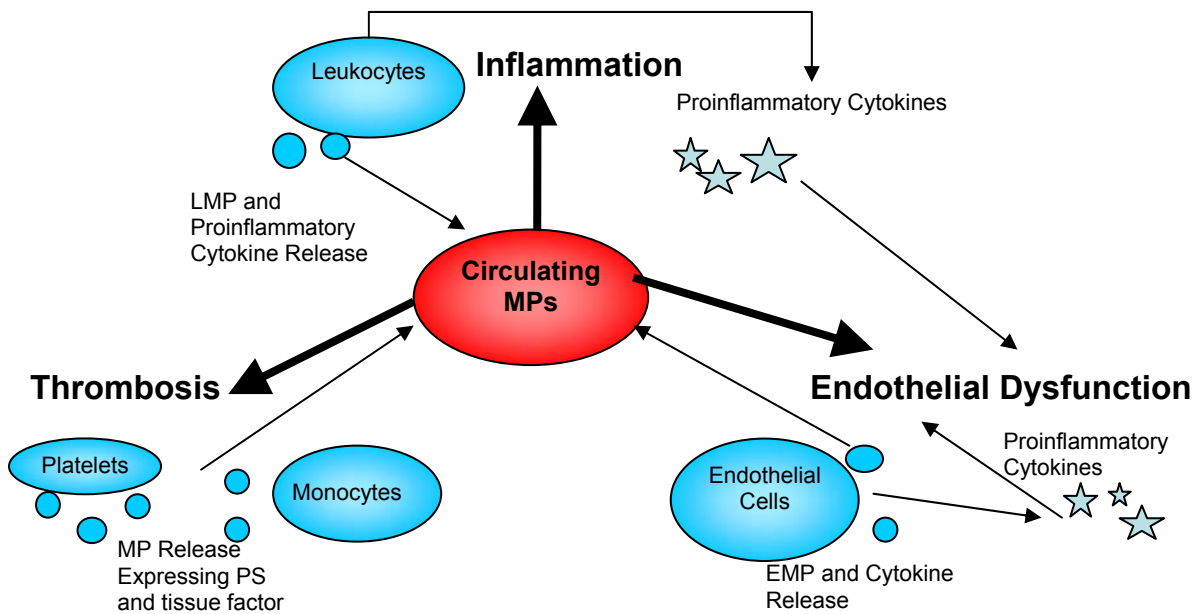 Leukocytes
Inflammation
Proinflammatory Cytokines
LMP and
Proinflammatory
Cytokine Release
Circulating
MPs
Thrombosis
Endothelial Dysfunction
Platelets
Monocytes
Endothelial
Cells
Proinflammatory
Cytokines
MP Release
Expressing PS
and tissue factor
EMP and Cytokine
Release